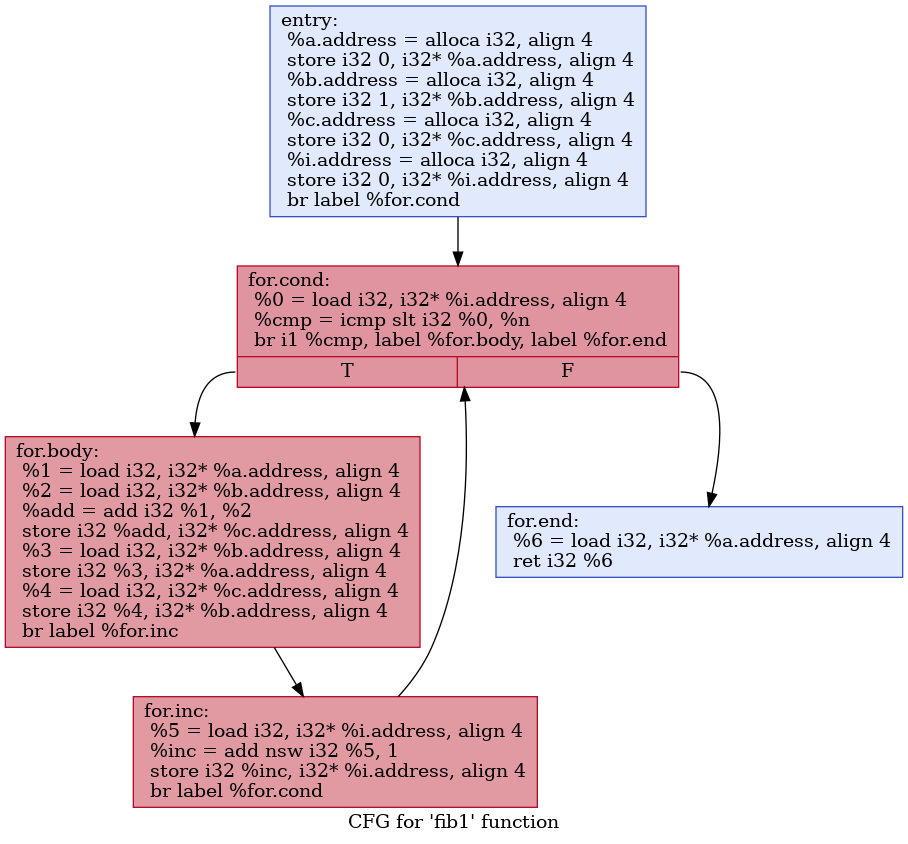 entry:
%a.address = alloca i32, align 4
store i32 0, i32* %a.address, align 4
%b.address = alloca i32, align 4
store i32 1, i32* %b.address, align 4
%c.address = alloca i32, align 4
store i32 0, i32* %c.address, align 4
%i.address = alloca i32, align 4
store i32 0, i32* %i.address, align 4
br label %for.cond
for.cond:
%0 = load i32, i32* %i.address, align 4
%cmp = icmp slt i32 %0, %n
br i1 %cmp, label %for.body, label %for.end
T F
for.body:
%1 = load i32, i32* %a.address, align 4
%2 = load i32, i32* %b.address, align 4
%add = add i32 %1, %2
store i32 %add, i32* %c.address, align 4
%3 = load i32, i32* %b.address, align 4
store i32 %3, i32* %a.address, align 4
%4 = load i32, i32* %c.address, align 4
store i32 %4, i32* %b.address, align 4
br label %for.inc
for.end:
%6 = load i32, i32* %a.address, align 4
ret i32 %6
for.inc:
%5 = load i32, i32* %i.address, align 4
%inc = add nsw i32 %5, 1
store i32 %inc, i32* %i.address, align 4
br label %for.cond
CFG for 'fib1' function